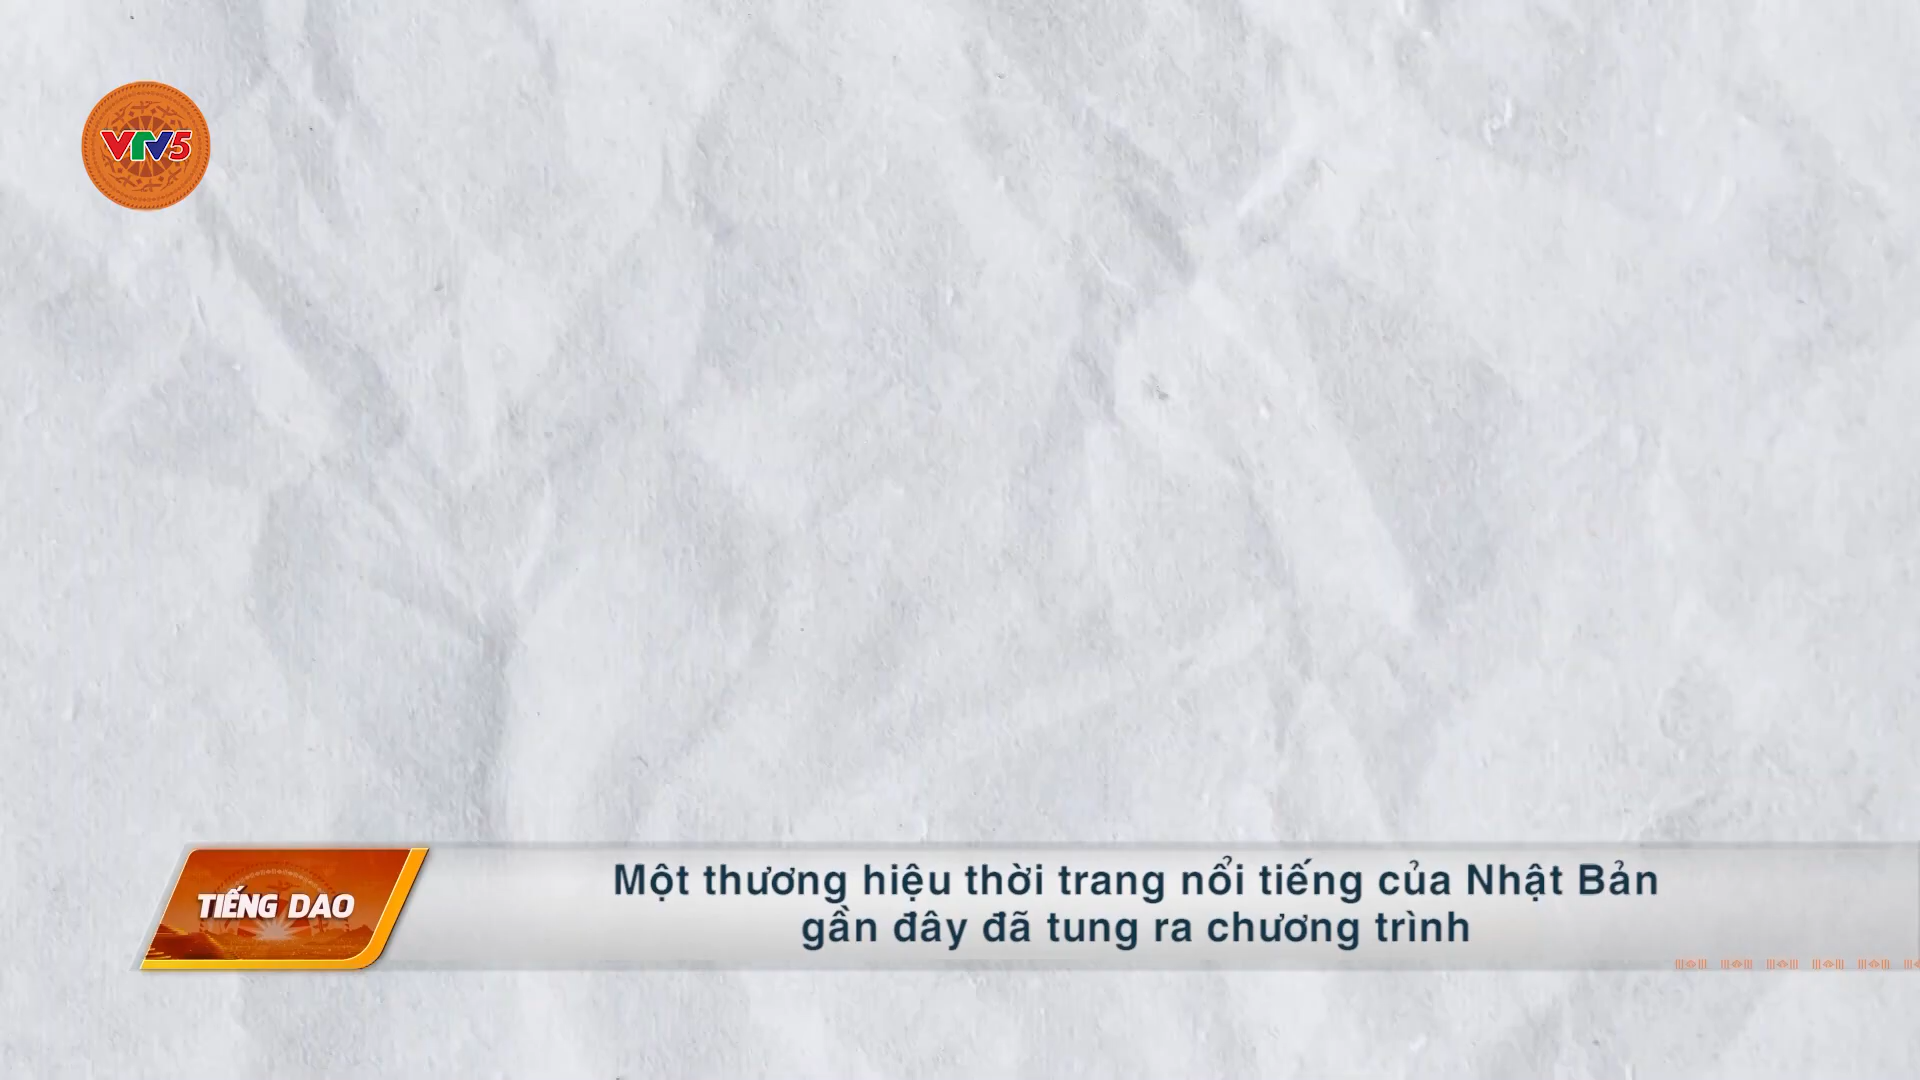 VTV5
TIẾNG DAO
Một thương hiệu thời trang nổi tiếng của Nhật Bản
gần đây đã tung ra chương trình